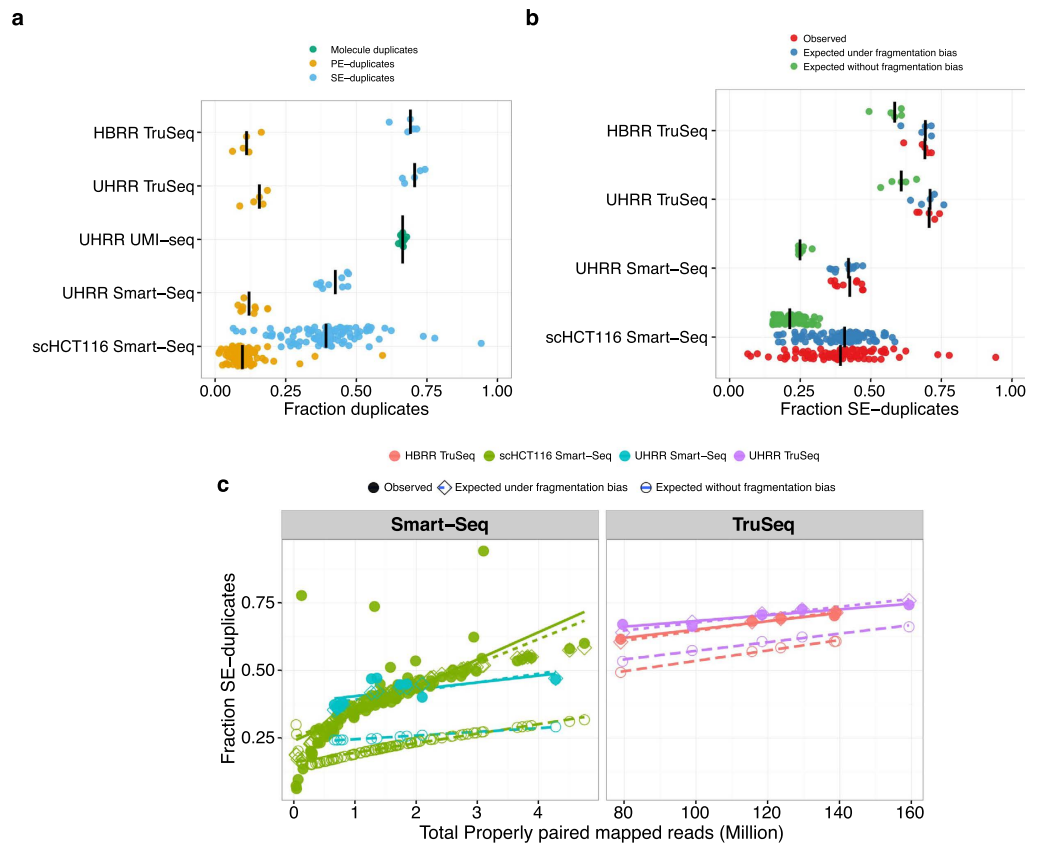 a
Molecule duplicates
PE−duplicates
SE−duplicates
HBRR TruSeq
UHRR TruSeq
UHRR UMI−seq
UHRR Smart−Seq
scHCT116 Smart−Seq
0.00 0.25 0.50 0.75 1.00
Fraction duplicates
b
Observed
Expected under fragmentation bias
Expected without fragmentation bias
HBRR TruSeq
UHRR TruSeq
UHRR Smart−Seq
scHCT116 Smart−Seq
0.00 0.25 0.50 0.75 1.00
Fraction SE−duplicates
HBRR TruSeq scHCT116 Smart−Seq UHRR Smart−Seq UHRR TruSeq
c
Observed Expected under fragmentation bias Expected without fragmentation bias
Smart−Seq TruSeq
Fraction SE−duplicates
0.75
0.50
0.25
0 1 2 3 4 80 100 120 140 160
Total Properly paired mapped reads (Million)